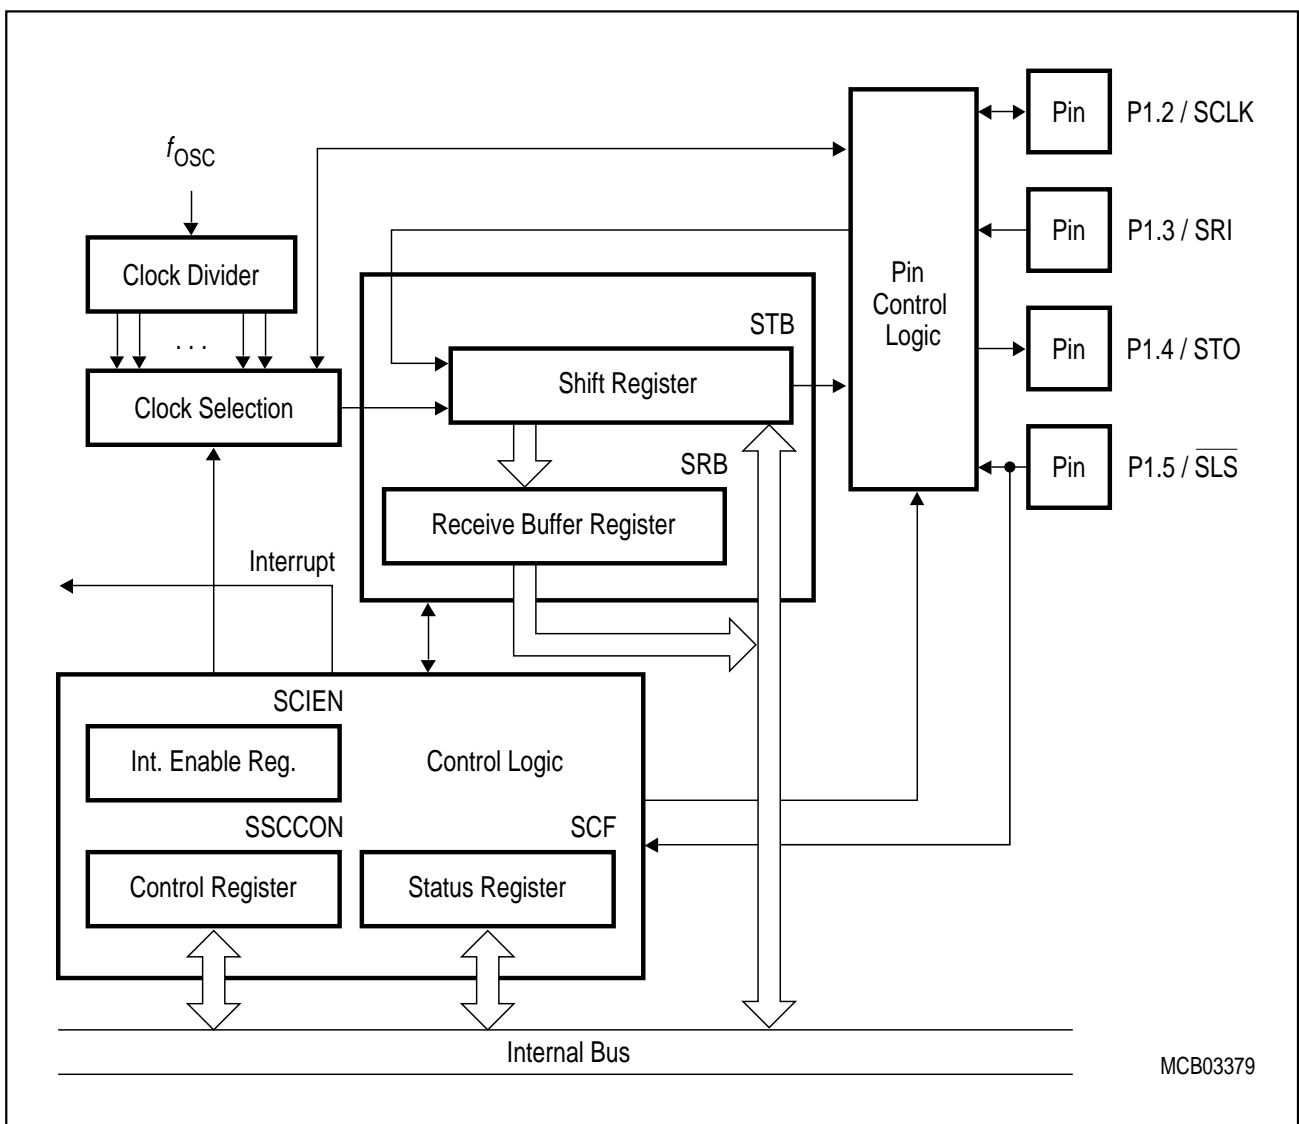 Pin P1.2 / SCLK
fOSC
Pin P1.3 / SRI
Clock Divider
Pin
Control
Logic
STB
. . .
Pin P1.4 / STO
Shift Register
Clock Selection
SRB
Pin P1.5 / S̅L̅S̅
Receive Buffer Register
Interrupt
SCIEN
Int. Enable Reg.
Control Logic
SSCCON
SCF
Control Register
Status Register
Internal Bus
MCB03379